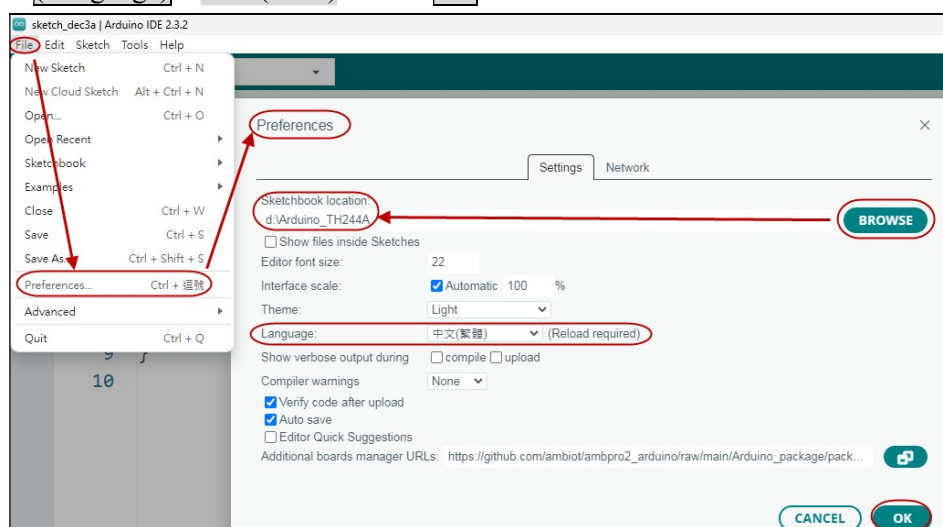 sketch_dec3a | Arduino IDE 2.3.2
File Edit Sketch Tools Help
New Sketch Ctrl + N
New Cloud Sketch Alt + Ctrl + N
Open... Ctrl + O
Open Recent
Sketchbook
Examples
Close Ctrl + W
Save Ctrl + S
Save As... Ctrl + Shift + S
Preferences... Ctrl + 逗號
Advanced
Quit Ctrl + Q
9 }
10
Preferences
Settings Network
Sketchbook location:
d:\Arduino_TH244A
BROWSE
Show files inside Sketches
Editor font size: 22
Interface scale: Automatic 100 %
Theme: Light
Language: 中文(繁體) (Reload required)
Show verbose output during compile upload
Compiler warnings None
Verify code after upload
Auto save
Editor Quick Suggestions
Additional boards manager URLs: https://github.com/ambiot/ambpro2_arduino/raw/main/Arduino_package/pack...
CANCEL OK